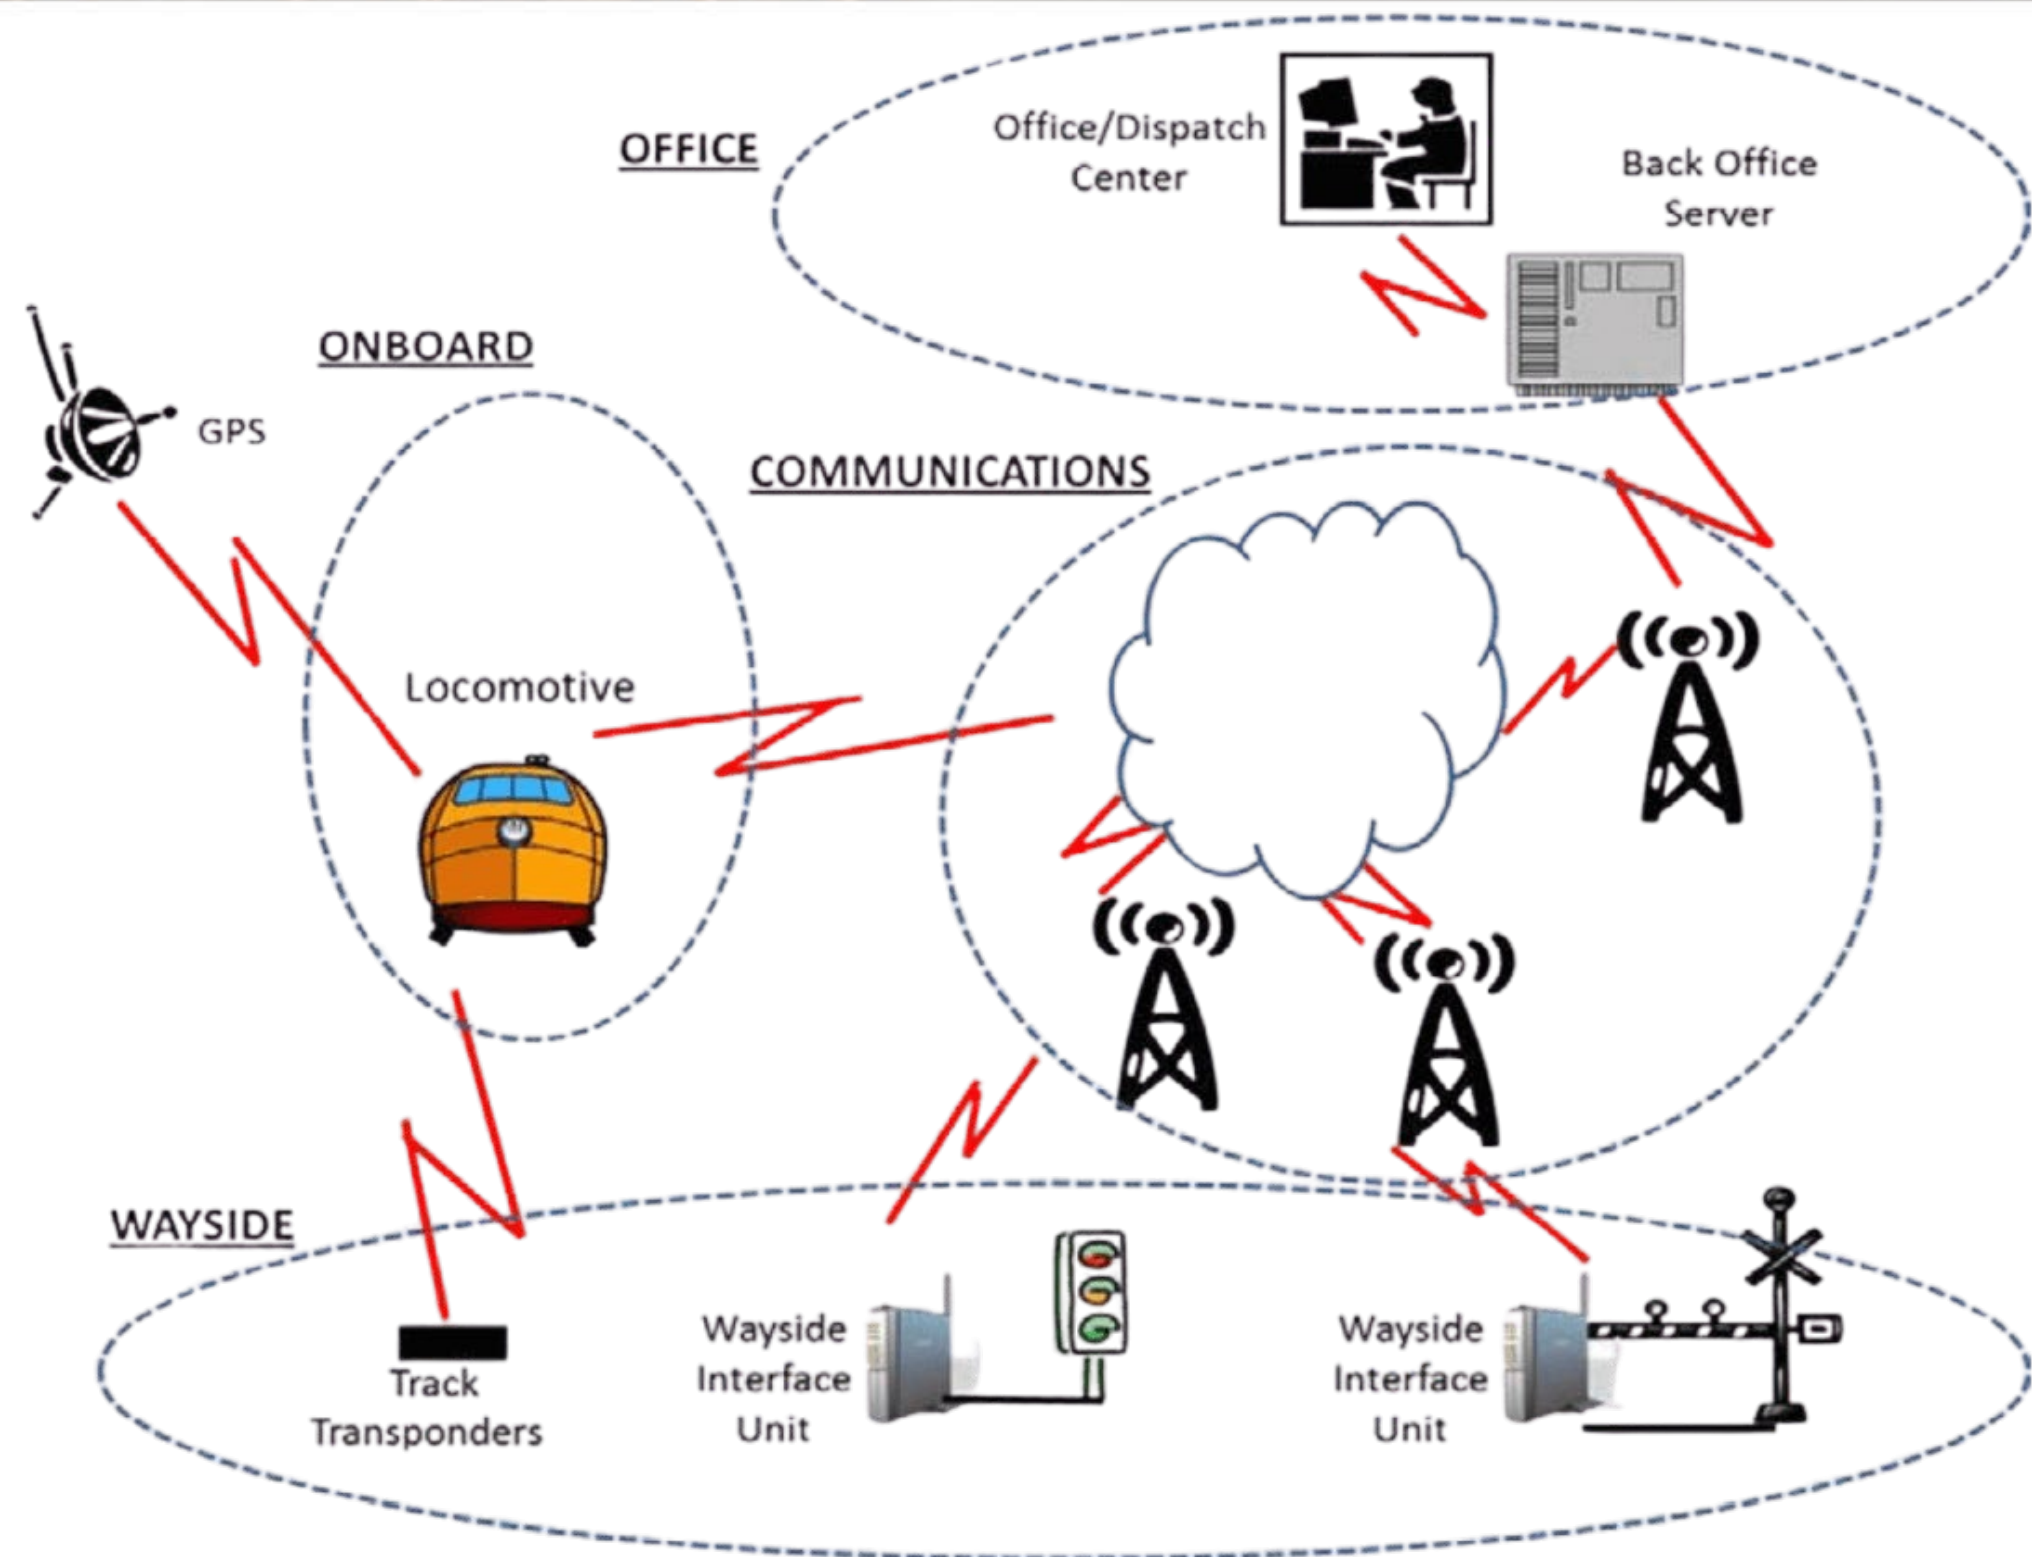 OFFICE
Office/Dispatch
Center
Back Office
Server
ONBOARD
GPS
COMMUNICATIONS
Locomotive
WAYSIDE
Track
Transponders
Wayside
Interface
Unit
Wayside
Interface
Unit